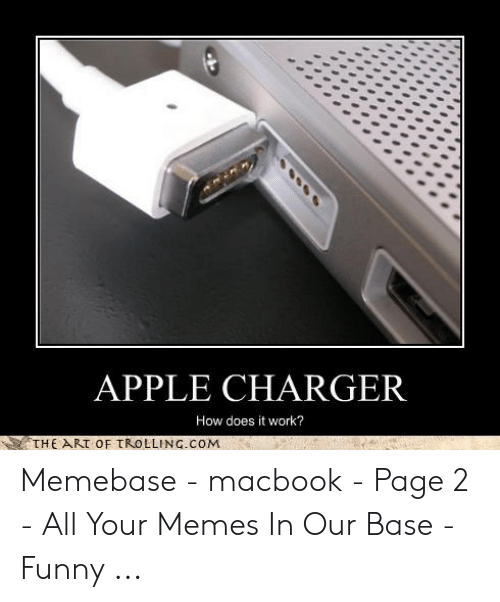 APPLE CHARGER
How does it work?
THE ART OF TROLLING.COM
Memebase - macbook - Page 2
- All Your Memes In Our Base -
Funny ...